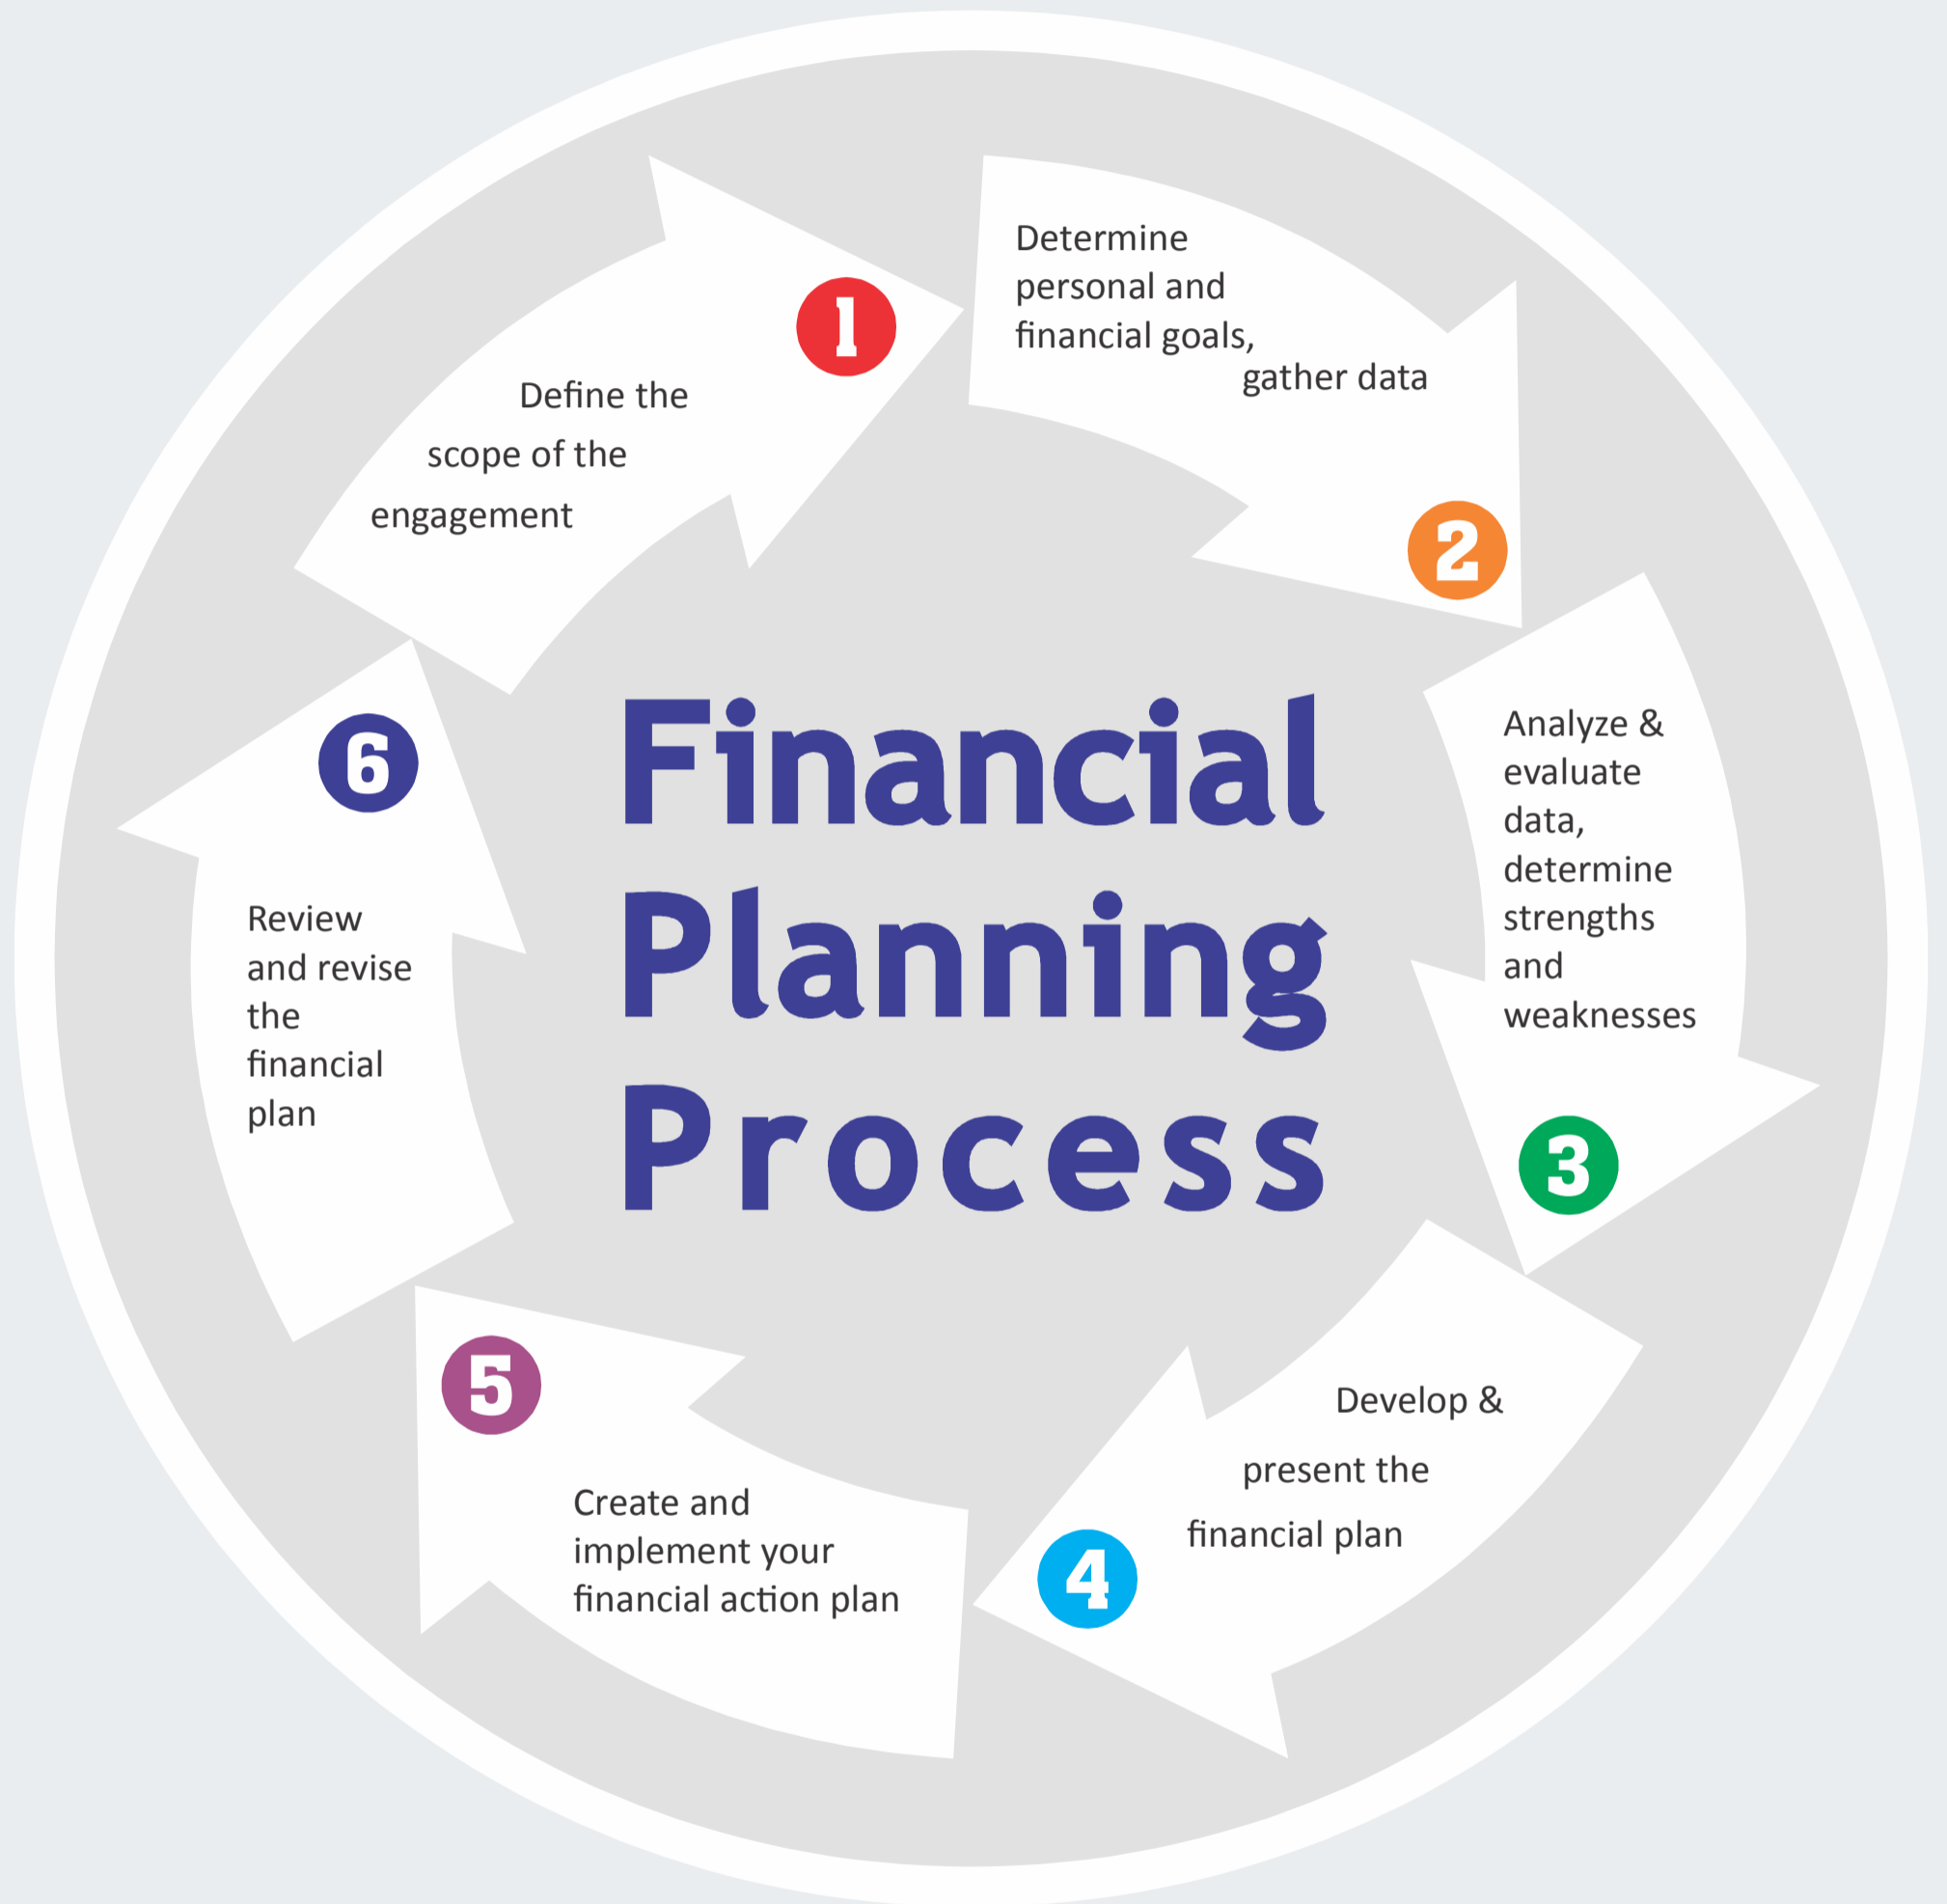 1
Define the
scope of the
engagement
Determine
personal and
financial goals,
gather data
2
Analyze &
evaluate
data,
determine
strengths
and
weaknesses
3
Develop &
present the
financial plan
4
Create and
implement your
financial action plan
5
Review
and revise
the
financial
plan
6
Financial
Planning
Process